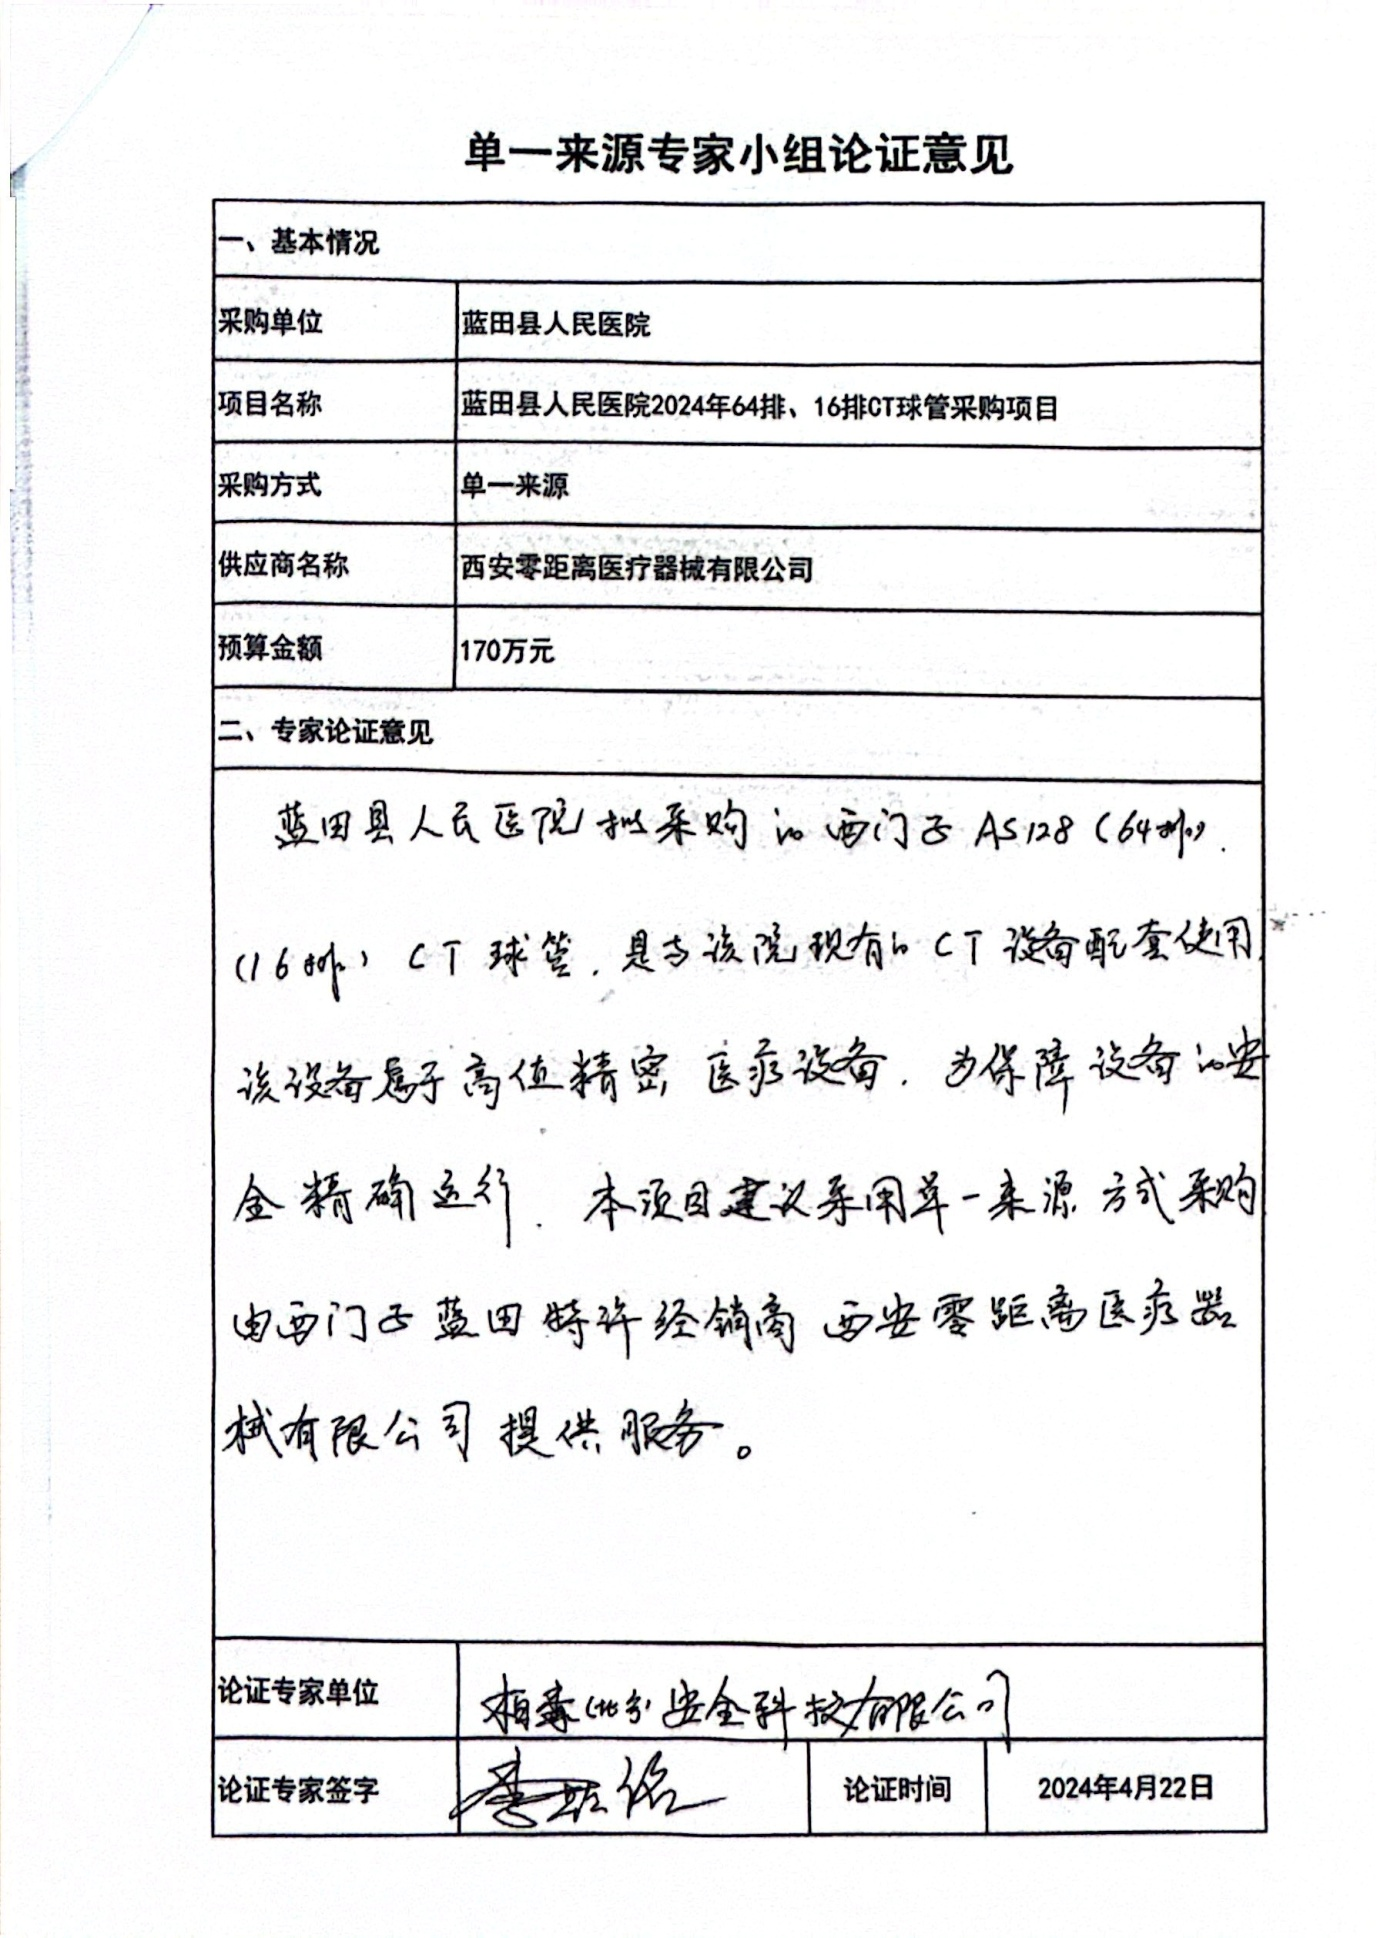 单一来源专家小组论证意见
一、基本情况
采购单位 蓝田县人民医院
项目名称 蓝田县人民医院2024年64排、16排CT球管采购项目
采购方式 单一来源
供应商名称 西安零距离医疗器械有限公司
预算金额 170万元
二、专家论证意见
蓝田县人民医院拟采购的西门子AS128(64排).
(16排)CT球管.是与该院现有的CT设备配套使用.
该设备属于高值精密医疗设备.为保障设备的安
全精确运行.本项目建议采用单一来源方式采购
由西门子蓝田特许经销商西安零距离医疗器
械有限公司提供服务。
论证专家单位 安全科技有限公司
论证专家签字 论证时间 2024年4月22日